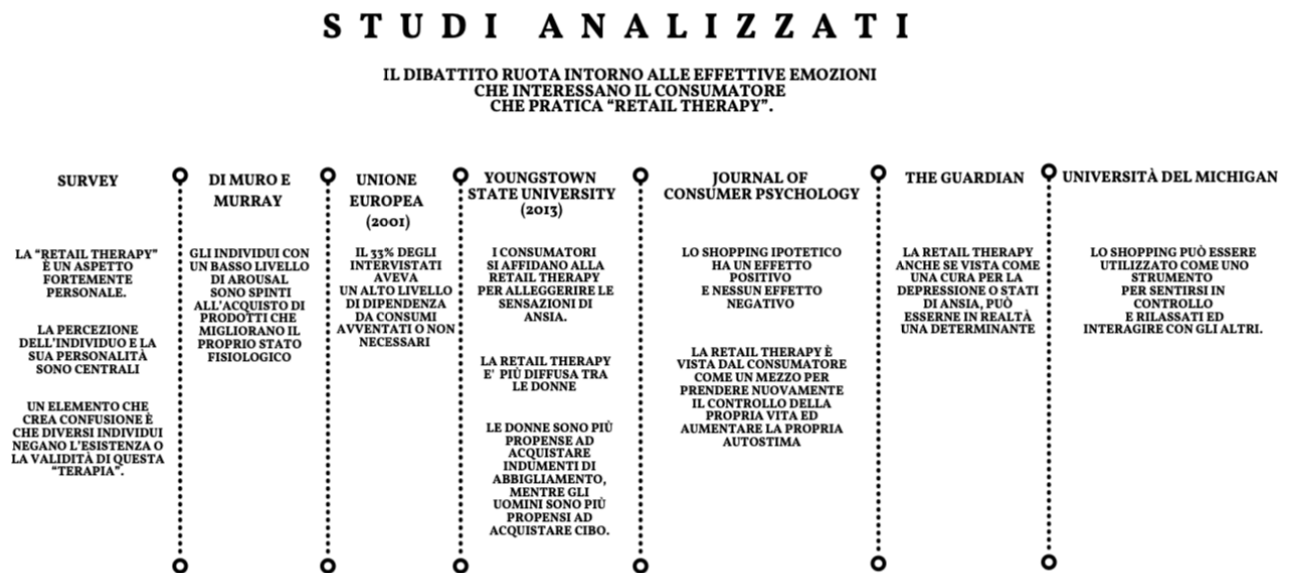 STUDI ANALIZZATI
IL DIBATTITO RUOTA INTORNO ALLE EFFETTIVE EMOZIONI
CHE INTERESSANO IL CONSUMATORE
CHE PRATICA “RETAIL THERAPY”.
SURVEY
LA “RETAIL THERAPY”
È UN ASPETTO
FORTEMENTE
PERSONALE.
LA PERCEZIONE
DELL'INDIVIDUO E LA
SUA PERSONALITÀ
SONO CENTRALI
UN ELEMENTO CHE
CREA CONFUSIONE È
CHE DIVERSI INDIVIDUI
NEGANO L'ESISTENZA O
LA VALIDITÀ DI QUESTA
“TERAPIA”.
DI MURO E
MURRAY
GLI INDIVIDUI CON
UN BASSO LIVELLO
DI AROUSAL
SONO SPINTI
ALL'ACQUISTO DI
PRODOTTI CHE
MIGLIORANO IL
PROPRIO STATO
FISIOLOGICO
UNIONE
EUROPEA
(2001)
IL 33% DEGLI
INTERVISTATI
AVEVA
UN ALTO LIVELLO
DI DIPENDENZA
DA CONSUMI
AVVENTATI O NON
NECESSARI
YOUNGSTOWN
STATE UNIVERSITY
(2013)
I CONSUMATORI
SI AFFIDANO ALLA
RETAIL THERAPY
PER ALLEGGERIRE LE
SENSAZIONI DI
ANSIA.
LA RETAIL THERAPY
E' PIÙ DIFFUSA TRA
LE DONNE
LE DONNE SONO PIÙ
PROPENSE AD
ACQUISTARE
INDUMENTI DI
ABBIGLIAMENTO,
MENTRE GLI
UOMINI SONO PIÙ
PROPENSI AD
ACQUISTARE CIBO.
JOURNAL OF
CONSUMER PSYCHOLOGY
LO SHOPPING IPOTETICO
HA UN EFFETTO
POSITIVO
E NESSUN EFFETTO
NEGATIVO
LA RETAIL THERAPY È
VISTA DAL CONSUMATORE
COME UN MEZZO PER
PRENDERE NUOVAMENTE
IL CONTROLLO DELLA
PROPRIA VITA ED
AUMENTARE LA PROPRIA
AUTOSTIMA
THE GUARDIAN
LA RETAIL THERAPY
ANCHE SE VISTA COME
UNA CURA PER LA
DEPRESSIONE O STATI
DI ANSIA, PUÒ
ESSERNE IN REALTÀ
UNA DETERMINANTE
UNIVERSITÀ DEL MICHIGAN
LO SHOPPING PUÒ ESSERE
UTILIZZATO COME UNO
STRUMENTO
PER SENTIRSI IN
CONTROLLO
E RILASSATI ED
INTERAGIRE CON GLI ALTRI.